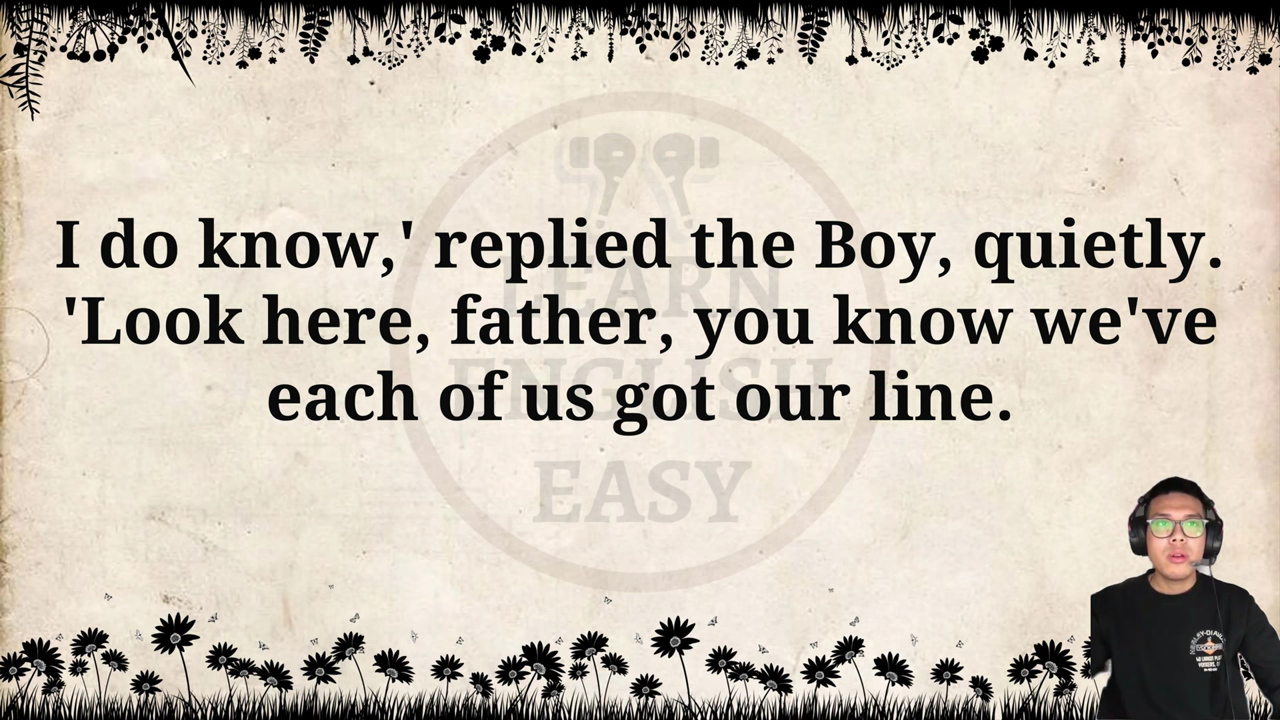 I do know,' replied the Boy, quietly.
'Look here, father, you know we've
each of us got our line.
LEARN
ENGLISH
EASY